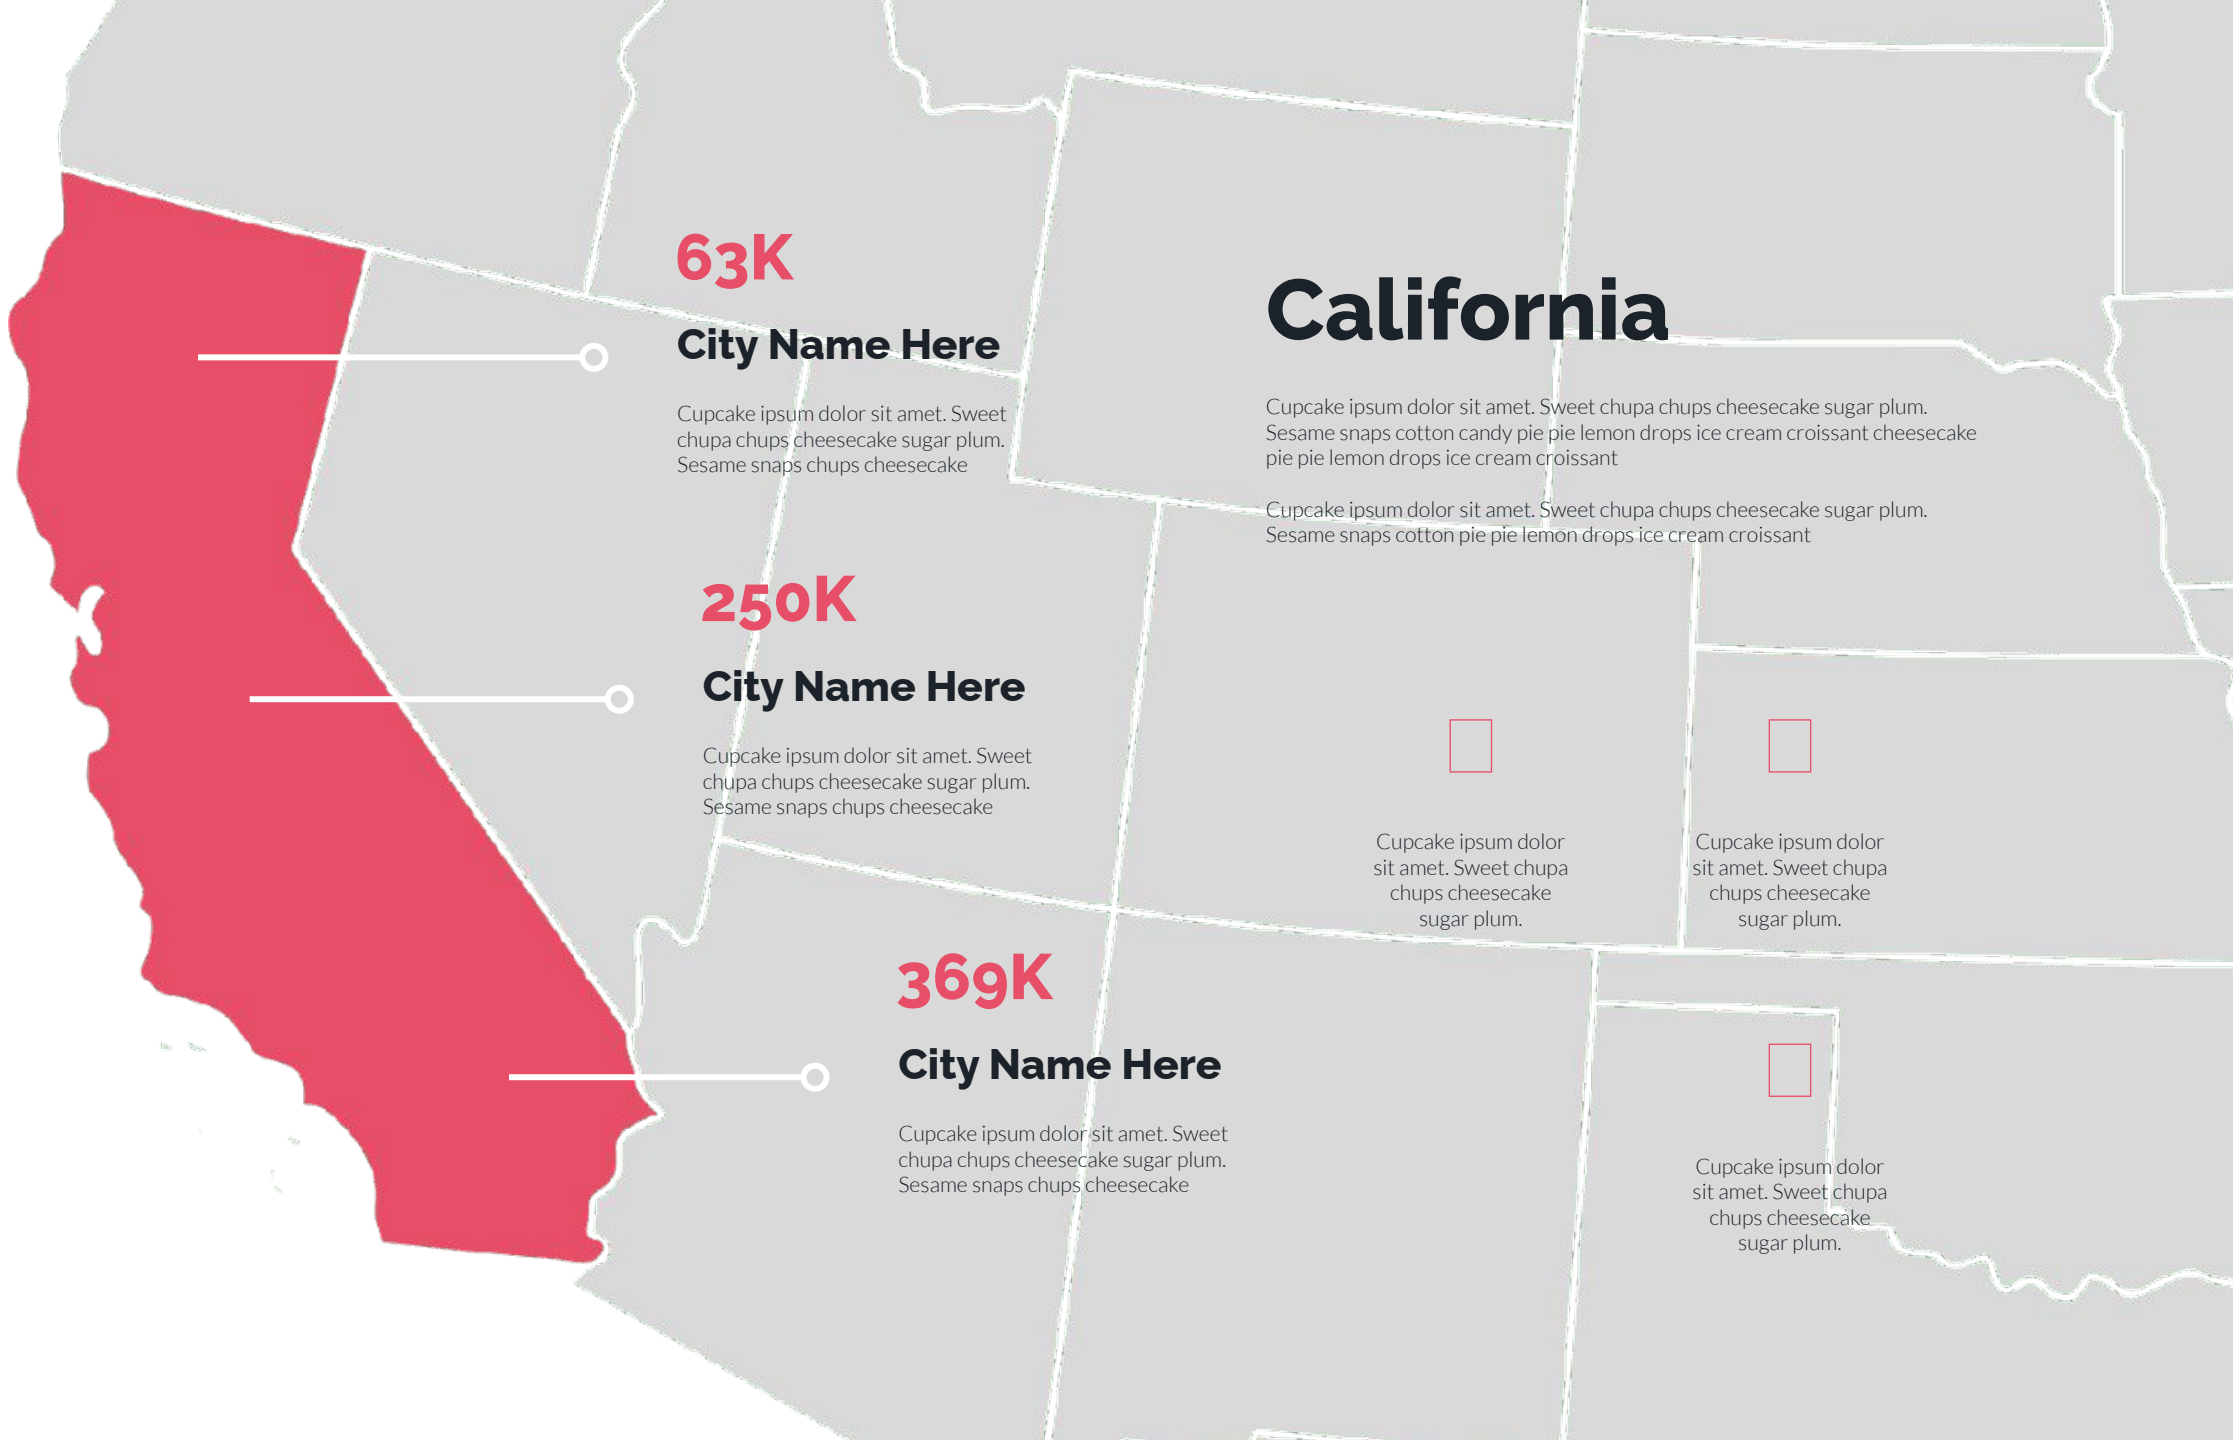 63K
City Name Here
Cupcake ipsum dolor sit amet. Sweet
chupa chups cheesecake sugar plum.
Sesame snaps chups cheesecake
250K
City Name Here
Cupcake ipsum dolor sit amet. Sweet
chupa chups cheesecake sugar plum.
Sesame snaps chups cheesecake
369K
City Name Here
Cupcake ipsum dolor sit amet. Sweet
chupa chups cheesecake sugar plum.
Sesame snaps chups cheesecake
California
Cupcake ipsum dolor sit amet. Sweet chupa chups cheesecake sugar plum.
Sesame snaps cotton candy pie pie lemon drops ice cream croissant cheesecake
pie pie lemon drops ice cream croissant
Cupcake ipsum dolor sit amet. Sweet chupa chups cheesecake sugar plum.
Sesame snaps cotton pie pie lemon drops ice cream croissant
Cupcake ipsum dolor
sit amet. Sweet chupa
chups cheesecake
sugar plum.
Cupcake ipsum dolor
sit amet. Sweet chupa
chups cheesecake
sugar plum.
Cupcake ipsum dolor
sit amet. Sweet chupa
chups cheesecake
sugar plum.